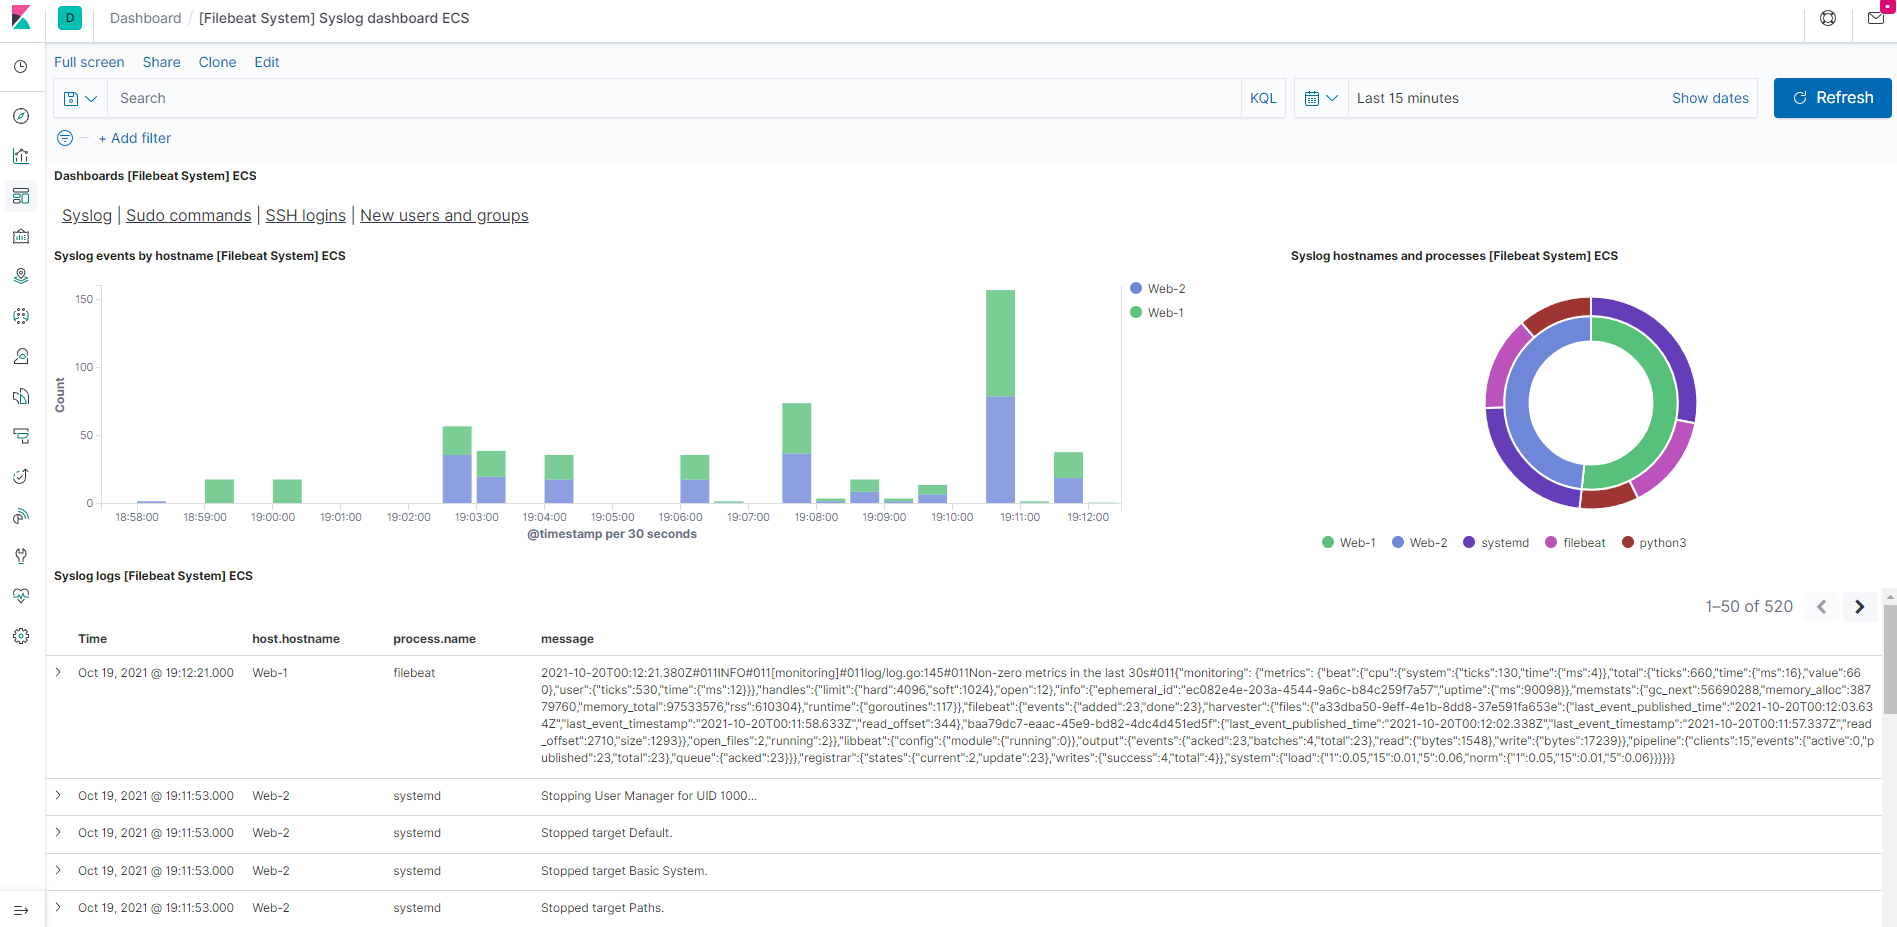 D Dashboard / [Filebeat System] Syslog dashboard ECS
Full screen Share Clone Edit
Search KQL Last 15 minutes Show dates Refresh
+ Add filter
Dashboards [Filebeat System] ECS
Syslog | Sudo commands | SSH logins | New users and groups
Syslog events by hostname [Filebeat System] ECS
Web-2
Web-1
150
100
50
0
Count
18:58:00 18:59:00 19:00:00 19:01:00 19:02:00 19:03:00 19:04:00 19:05:00 19:06:00 19:07:00 19:08:00 19:09:00 19:10:00 19:11:00 19:12:00
@timestamp per 30 seconds
Syslog hostnames and processes [Filebeat System] ECS
Web-1 Web-2 systemd filebeat python3
Syslog logs [Filebeat System] ECS
1–50 of 520
Time host.hostname process.name message
Oct 19, 2021 @ 19:12:21.000 Web-1 filebeat 2021-10-20T00:12:21.380Z#011INFO#011[monitoring]#011log/log.go:145#011Non-zero metrics in the last 30s#011{"monitoring": {"metrics": {"beat":{"cpu":{"system":{"ticks":130,"time":{"ms":4}},"total":{"ticks":660,"time":{"ms":16},"value":66
0},"user":{"ticks":530,"time":{"ms":12}}},"handles":{"limit":{"hard":4096,"soft":1024},"open":12},"info":{"ephemeral_id":"ec082e4e-203a-4544-9a6c-b84c259f7a57","uptime":{"ms":90098}},"memstats":{"gc_next":56690288,"memory_alloc":387
79760,"memory_total":97533576,"rss":610304},"runtime":{"goroutines":117}},"filebeat":{"events":{"added":23,"done":23},"harvester":{"files":{"a33dba50-9eff-4e1b-8dd8-37e591fa653e":{"last_event_published_time":"2021-10-20T00:12:03.63
4Z","last_event_timestamp":"2021-10-20T00:11:58.633Z","read_offset":344},"baa79dc7-eaac-45e9-bd82-4dc4d451ed5f":{"last_event_published_time":"2021-10-20T00:12:02.338Z","last_event_timestamp":"2021-10-20T00:11:57.337Z","read
_offset":2710,"size":1293}},"open_files":2,"running":2}},"libbeat":{"config":{"module":{"running":0}},"output":{"events":{"acked":23,"batches":4,"total":23},"read":{"bytes":1548},"write":{"bytes":17239}},"pipeline":{"clients":15,"events":{"active":0,"p
ublished":23,"total":23},"queue":{"acked":23}}},"registrar":{"states":{"current":2,"update":23},"writes":{"success":4,"total":4}},"system":{"load":{"1":0.05,"15":0.01,"5":0.06,"norm":{"1":0.05,"15":0.01,"5":0.06}}}}}}
Oct 19, 2021 @ 19:11:53.000 Web-2 systemd Stopping User Manager for UID 1000...
Oct 19, 2021 @ 19:11:53.000 Web-2 systemd Stopped target Default.
Oct 19, 2021 @ 19:11:53.000 Web-2 systemd Stopped target Basic System.
Oct 19, 2021 @ 19:11:53.000 Web-2 systemd Stopped target Paths.